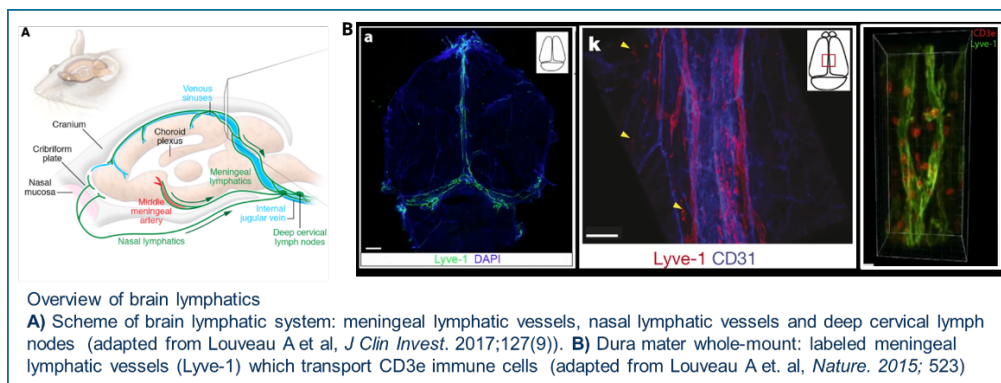 A
Venous
sinuses
Cranium
Choroid
plexus
Cribriform
plate
Meningeal
lymphatics
Nasal
mucosa
Middle
meningeal
artery
Internal
jugular vein
Nasal lymphatics
Deep cervical
lymph nodes
B
a
Lyve-1 DAPI
k
Lyve-1 CD31
CD3e
Lyve-1
Overview of brain lymphatics
A) Scheme of brain lymphatic system: meningeal lymphatic vessels, nasal lymphatic vessels and deep cervical lymph
nodes (adapted from Louveau A et al, J Clin Invest. 2017;127(9)). B) Dura mater whole-mount: labeled meningeal
lymphatic vessels (Lyve-1) which transport CD3e immune cells (adapted from Louveau A et. al, Nature. 2015; 523)